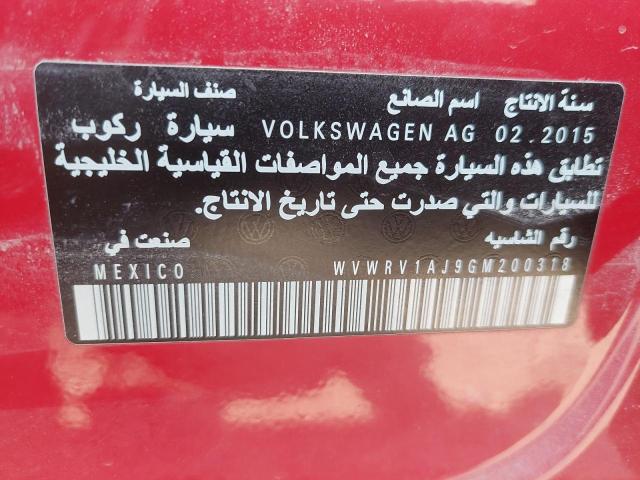 سنة الانتاج اسم الصانع صنف السيارة
02.2015 VOLKSWAGEN AG سيارة ركوب
تطابق هذه السيارة جميع المواصفات القياسية الخليجية
للسيارات والتي صدرت حتى تاريخ الانتاج.
رقم الشاسيه صنعت في
WVWRV1AJ9GM200318 MEXICO